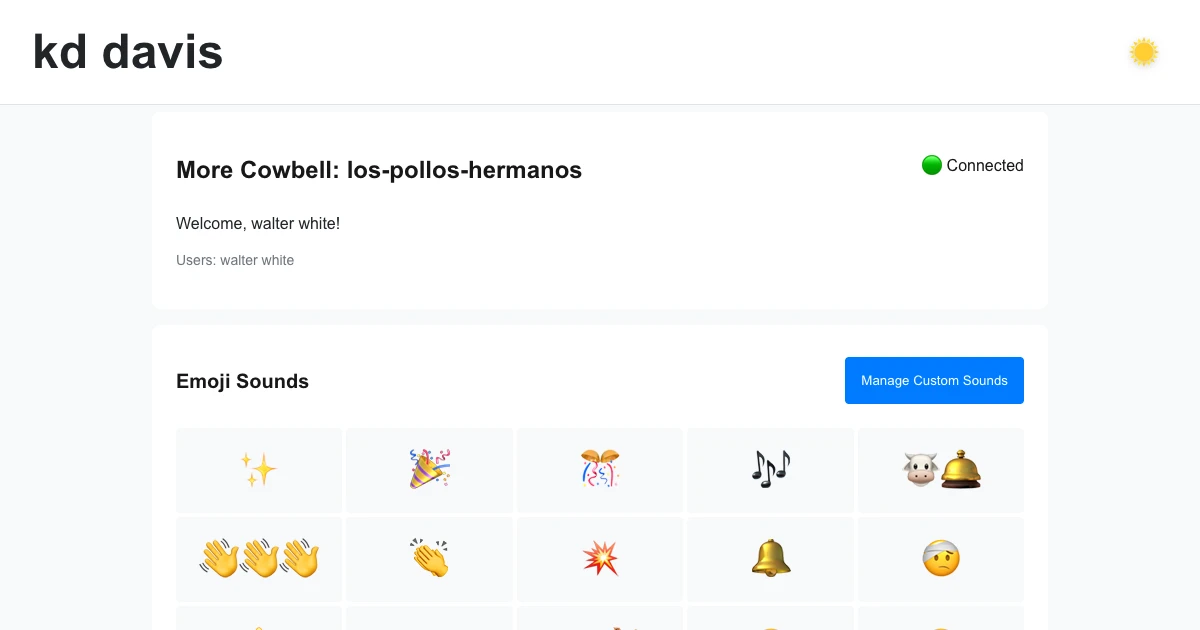 kd davis
More Cowbell: los-pollos-hermanos
Connected
Welcome, walter white!
Users: walter white
Emoji Sounds
Manage Custom Sounds